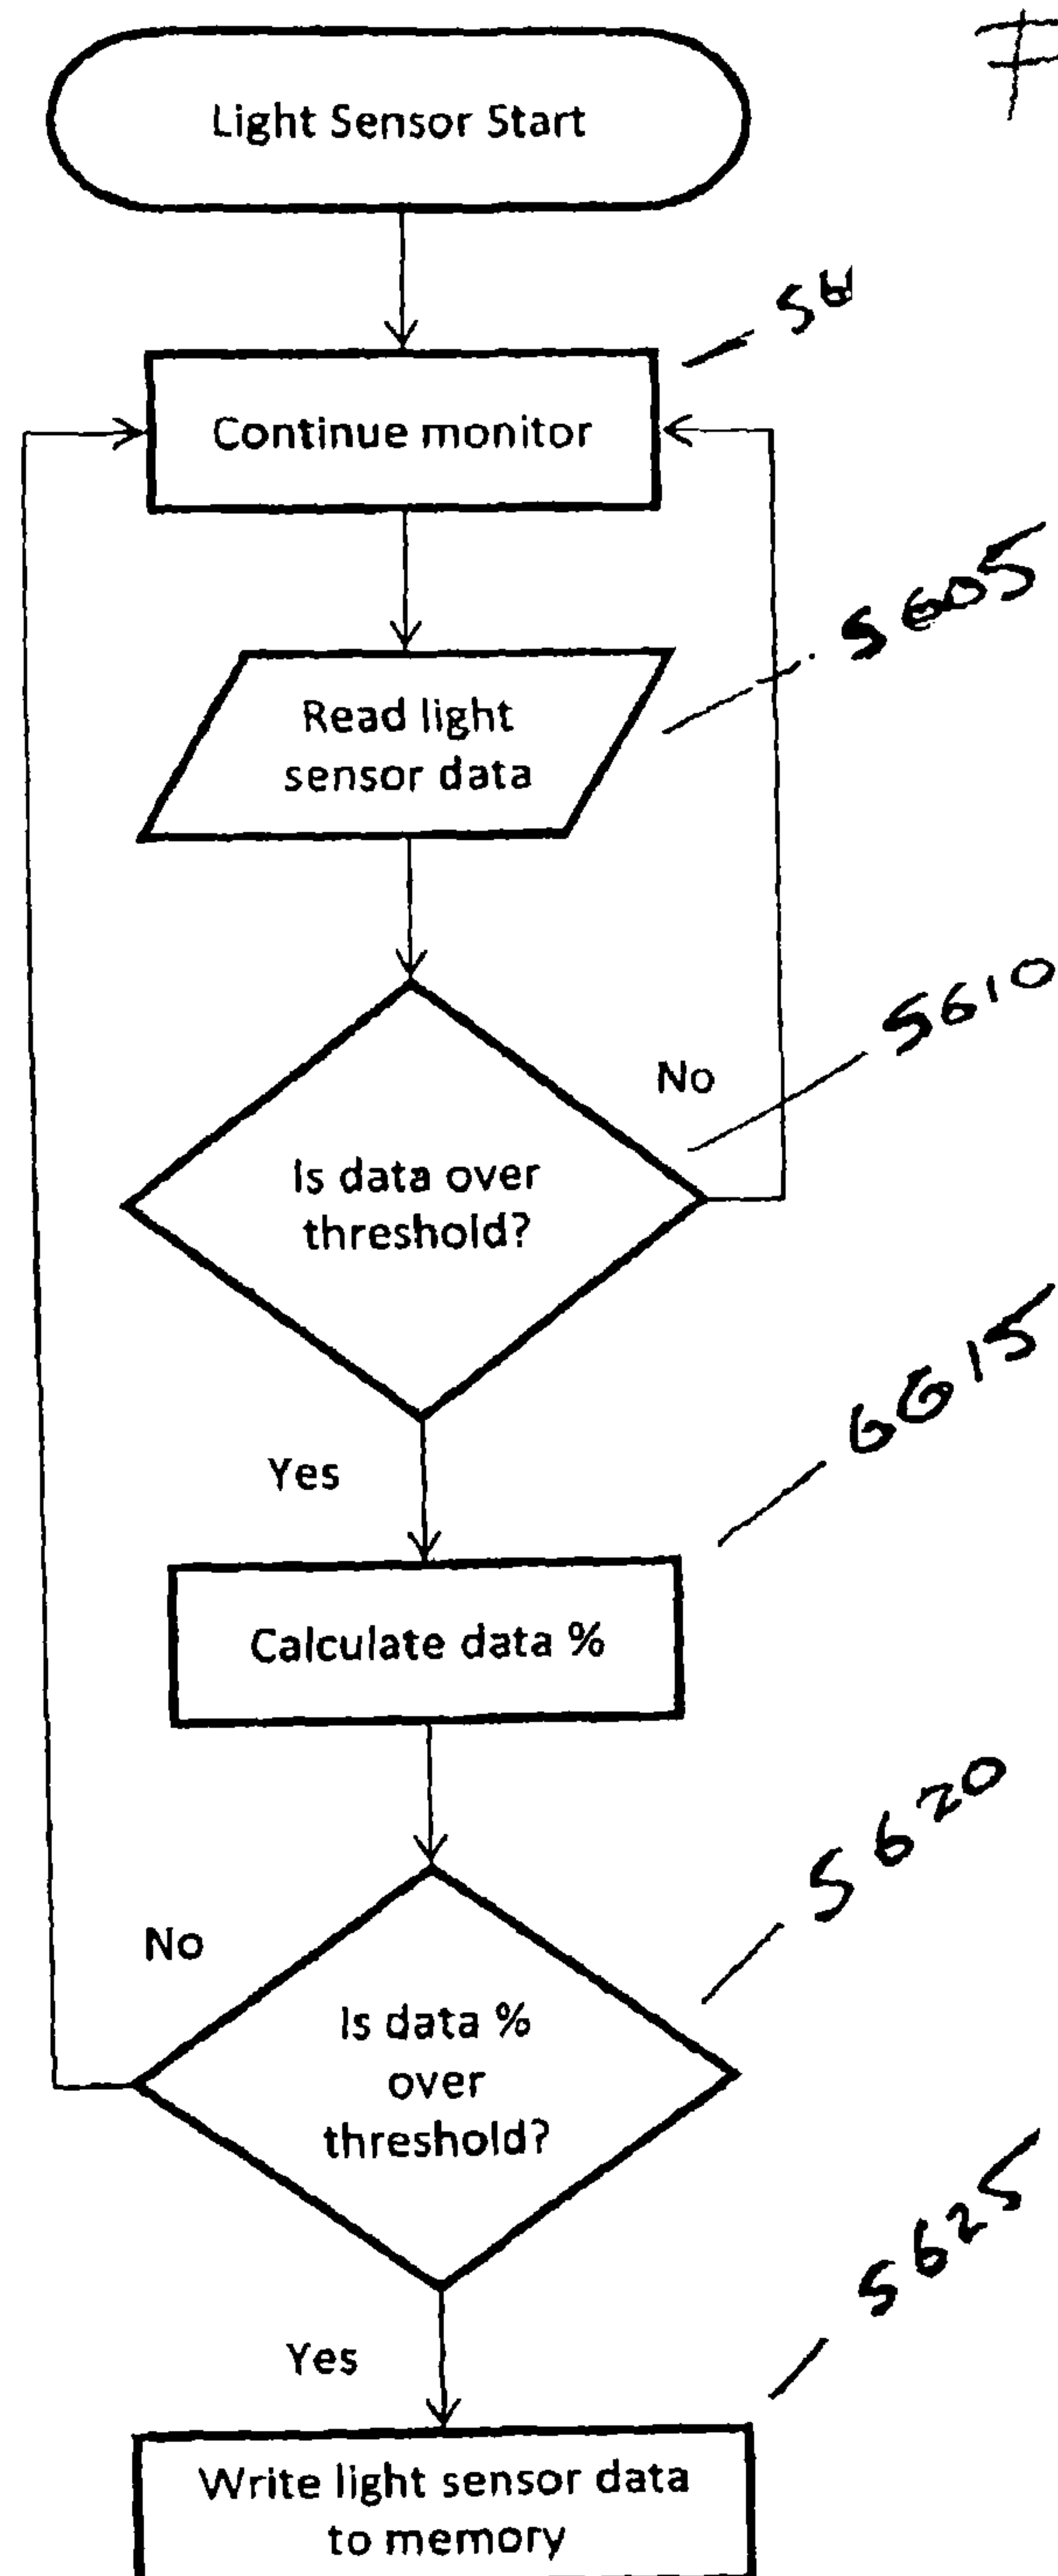 Light Sensor Start
Continue monitor
Read light
sensor data
S605
Is data over
threshold?
No
S610
Yes
6615
Calculate data %
No
S620
Is data %
over
threshold?
Yes
S625
Write light sensor data
to memory